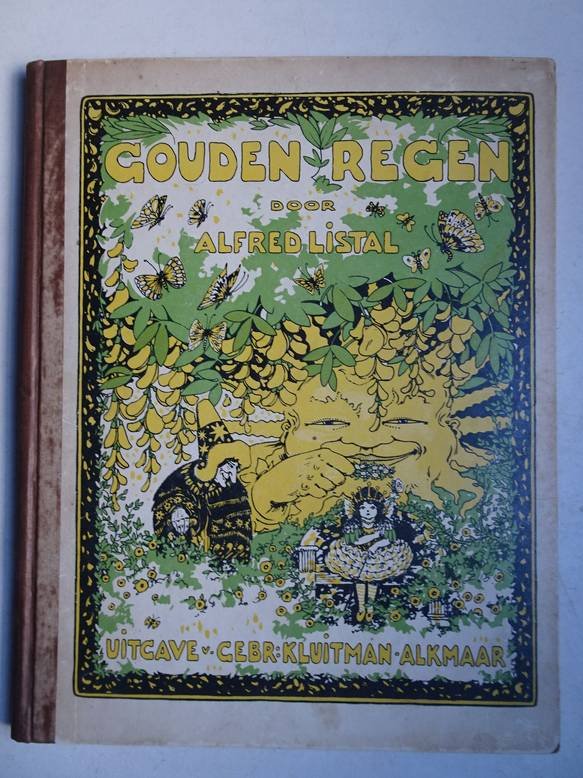 GOUDEN REGEN
DOOR
ALFRED LISTAL
UITGAVE v. GEBR: KLUITMAN - ALKMAAR